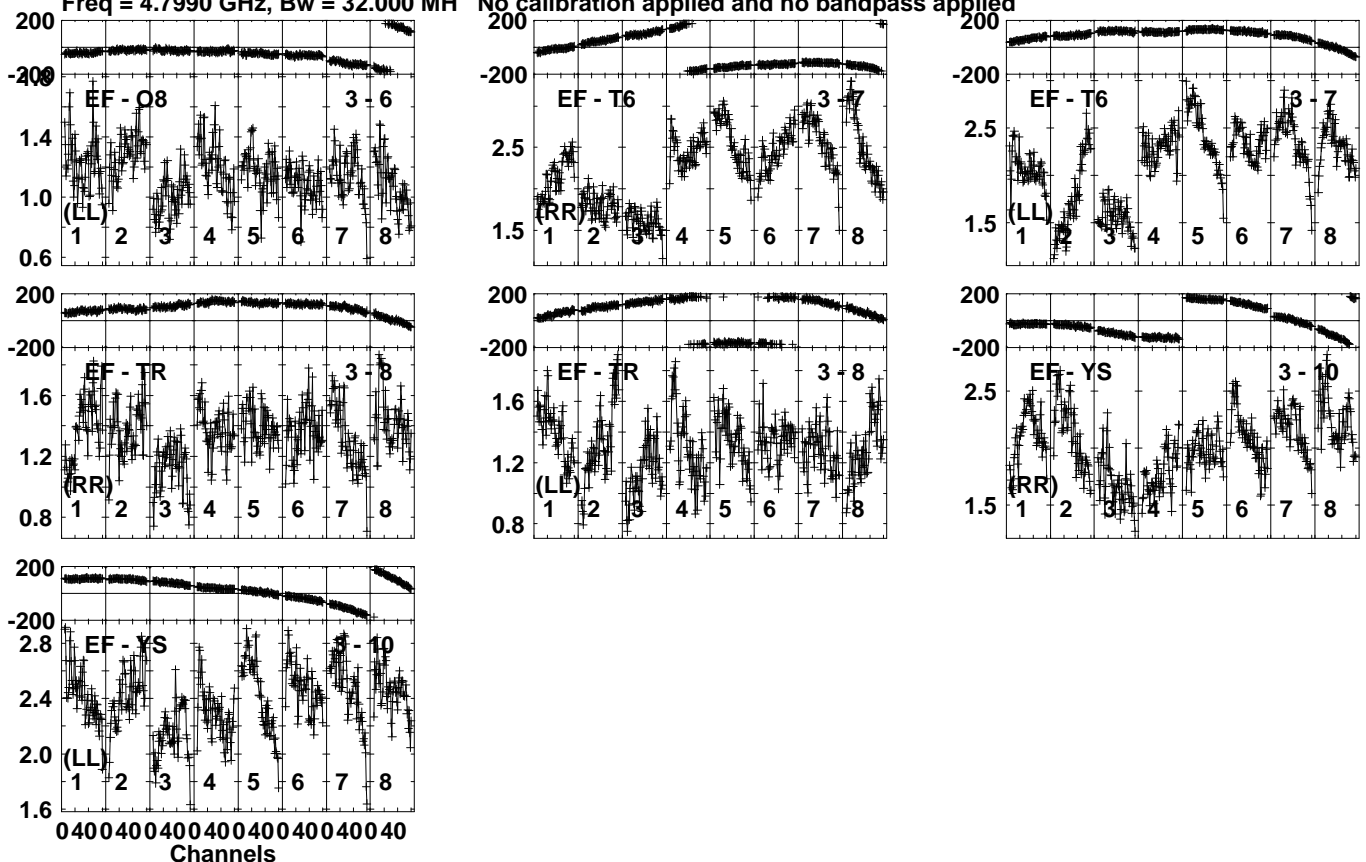 Freq = 4.7990 GHz, Bw = 32.000 MH No calibration applied and no bandpass applied
200
-200
1.8
1.4
1.0
0.6
EF - O8 3 - 6
(LL)
1 2 3 4 5 6 7 8
200
-200
2.5
1.5
EF - T6 3 - 7
(RR)
1 2 3 4 5 6 7 8
200
-200
2.5
1.5
EF - T6 3 - 7
(LL)
1 2 3 4 5 6 7 8
200
-200
1.6
1.2
0.8
EF - TR 3 - 8
(RR)
1 2 3 4 5 6 7 8
200
-200
1.6
1.2
0.8
EF - TR 3 - 8
(LL)
1 2 3 4 5 6 7 8
200
-200
2.5
1.5
EF - YS 3 - 10
(RR)
1 2 3 4 5 6 7 8
200
-200
2.8
2.4
2.0
1.6
EF - YS 3 - 10
(LL)
1 2 3 4 5 6 7 8
0 40 0 40 0 40 0 40 0 40 0 40 0 40 0 40
Channels